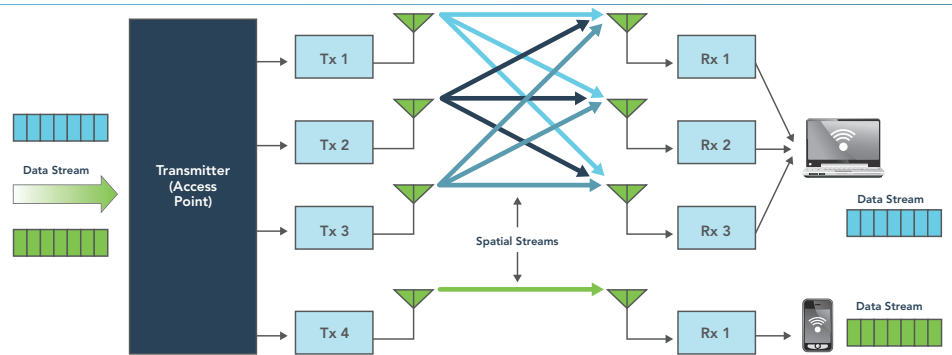 Tx 1
Rx 1
Tx 2
Rx 2
Data Stream
Transmitter
(Access
Point)
Tx 3
Rx 3
Data Stream
Spatial Streams
Tx 4
Rx 1
Data Stream